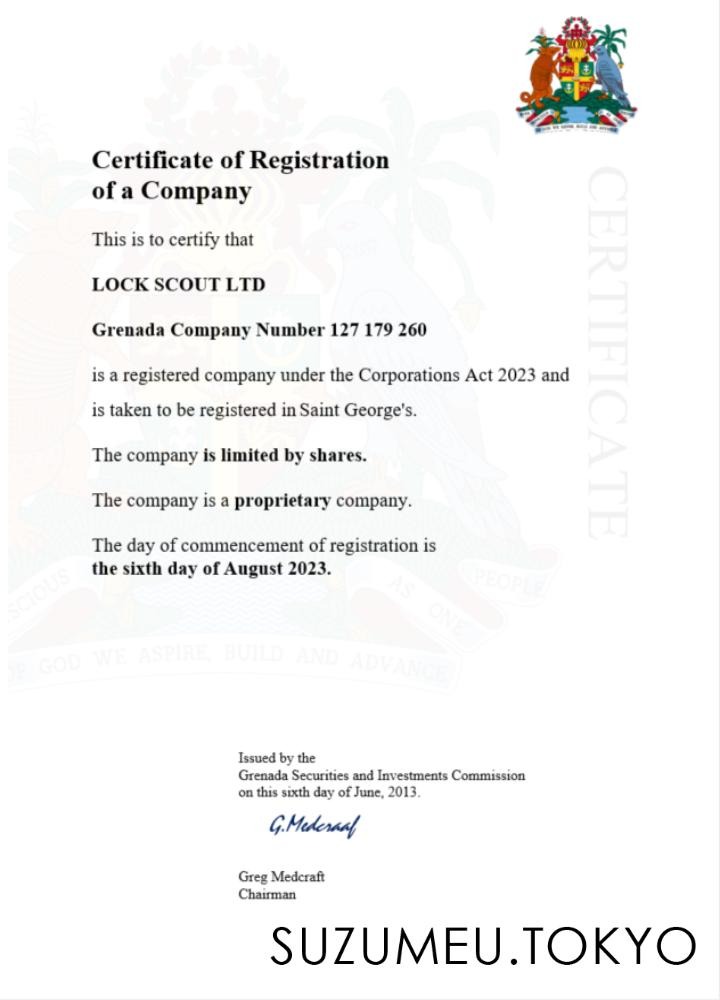 Certificate of Registration
of a Company
This is to certify that
LOCK SCOUT LTD
Grenada Company Number 127 179 260
is a registered company under the Corporations Act 2023 and
is taken to be registered in Saint George's.
The company is limited by shares.
The company is a proprietary company.
The day of commencement of registration is
the sixth day of August 2023.
CERTIFICATE
SCIOUS
AS ONE
PEOPLE
OF GOD WE ASPIRE, BUILD AND ADVANCE
Issued by the
Grenada Securities and Investments Commission
on this sixth day of June, 2013.
G.Medcraaf
Greg Medcraft
Chairman
SUZUMEU.TOKYO